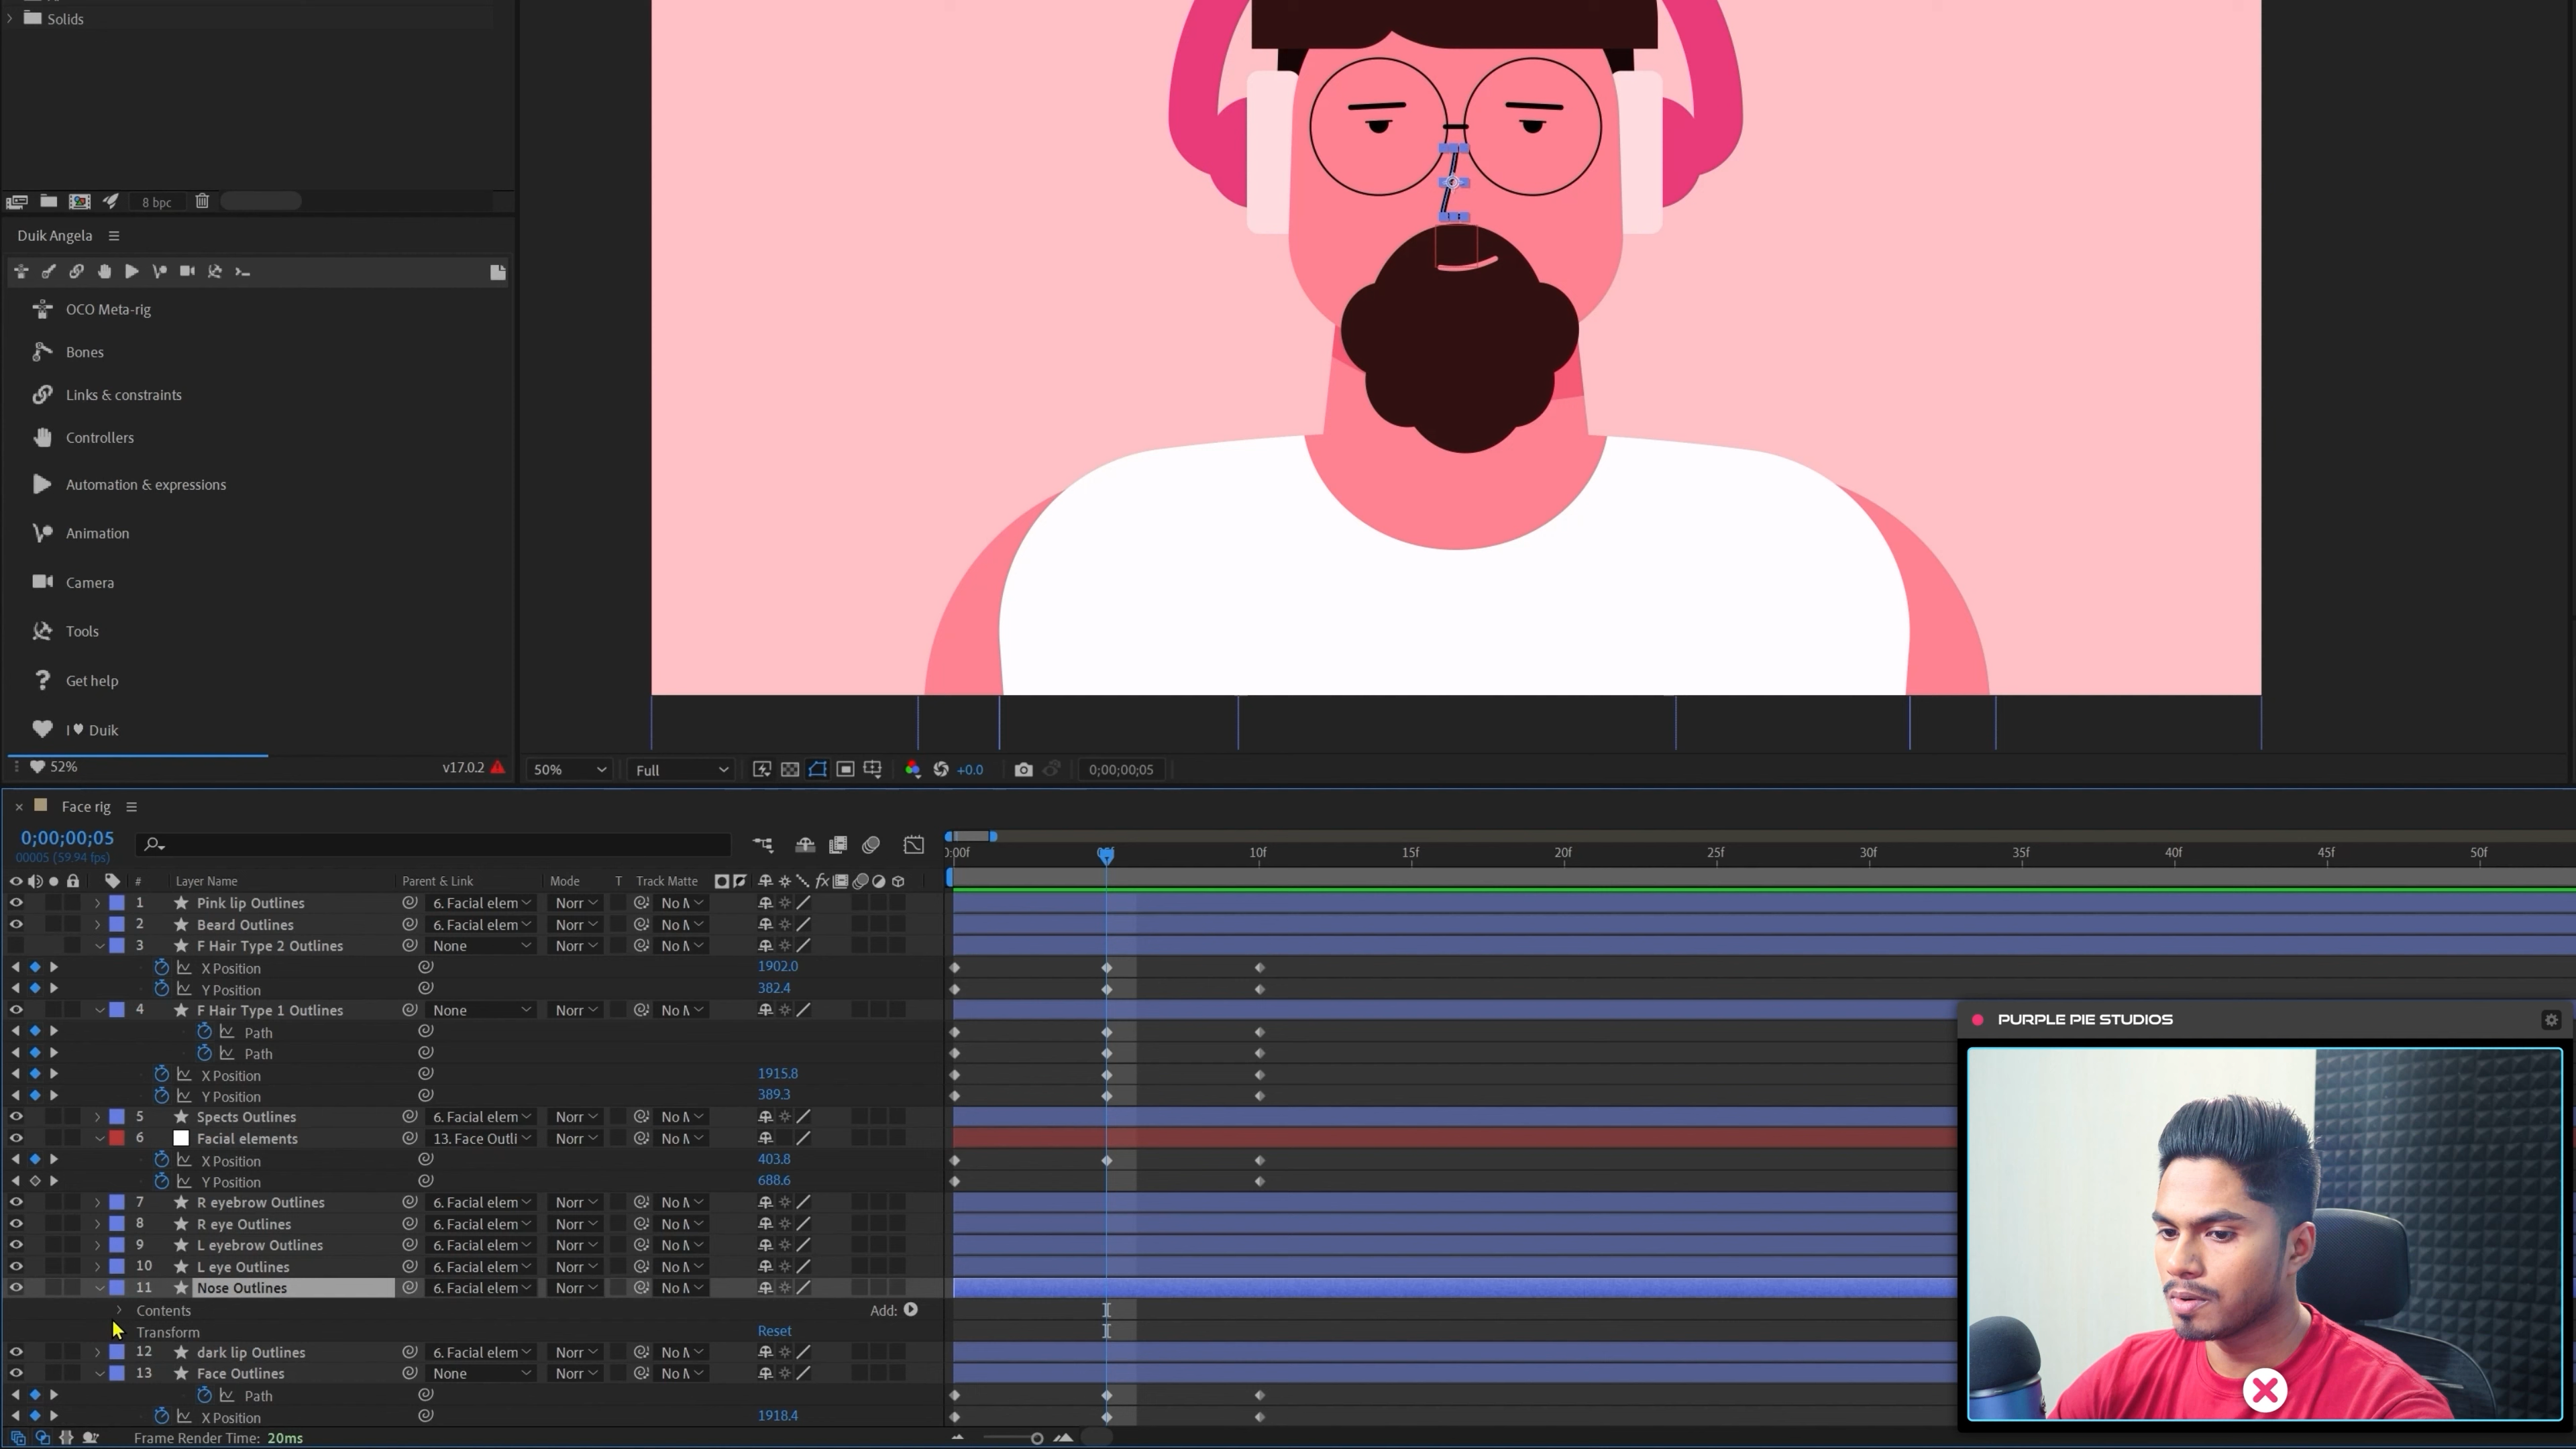 Solids
8 bpc
Duik Angela
OCO Meta-rig
Bones
Links & constraints
Controllers
Automation & expressions
Animation
Camera
Tools
Get help
I ♥ Duik
52%
v17.0.2
50%
Full
+0.0
0;00;00;05
Face rig
0;00;00;05
00005 (59.94 fps)
:00f
10f
15f
20f
25f
30f
35f
40f
45f
50f
#
Layer Name
Parent & Link
Mode
T
Track Matte
fx
1 Pink lip Outlines 6. Facial elem Norr No
2 Beard Outlines 6. Facial elem Norr No
3 F Hair Type 2 Outlines None Norr No
X Position 1902.0
Y Position 382.4
4 F Hair Type 1 Outlines None Norr No
Path
Path
X Position 1915.8
Y Position 389.3
5 Spects Outlines 6. Facial elem Norr No
6 Facial elements 13. Face Outli Norr No
X Position 403.8
Y Position 688.6
7 R eyebrow Outlines 6. Facial elem Norr No
8 R eye Outlines 6. Facial elem Norr No
9 L eyebrow Outlines 6. Facial elem Norr No
10 L eye Outlines 6. Facial elem Norr No
11 Nose Outlines 6. Facial elem Norr No
Contents Add:
Transform Reset
12 dark lip Outlines 6. Facial elem Norr No
13 Face Outlines None Norr No
Path
X Position 1918.4
Frame Render Time: 20ms
PURPLE PIE STUDIOS